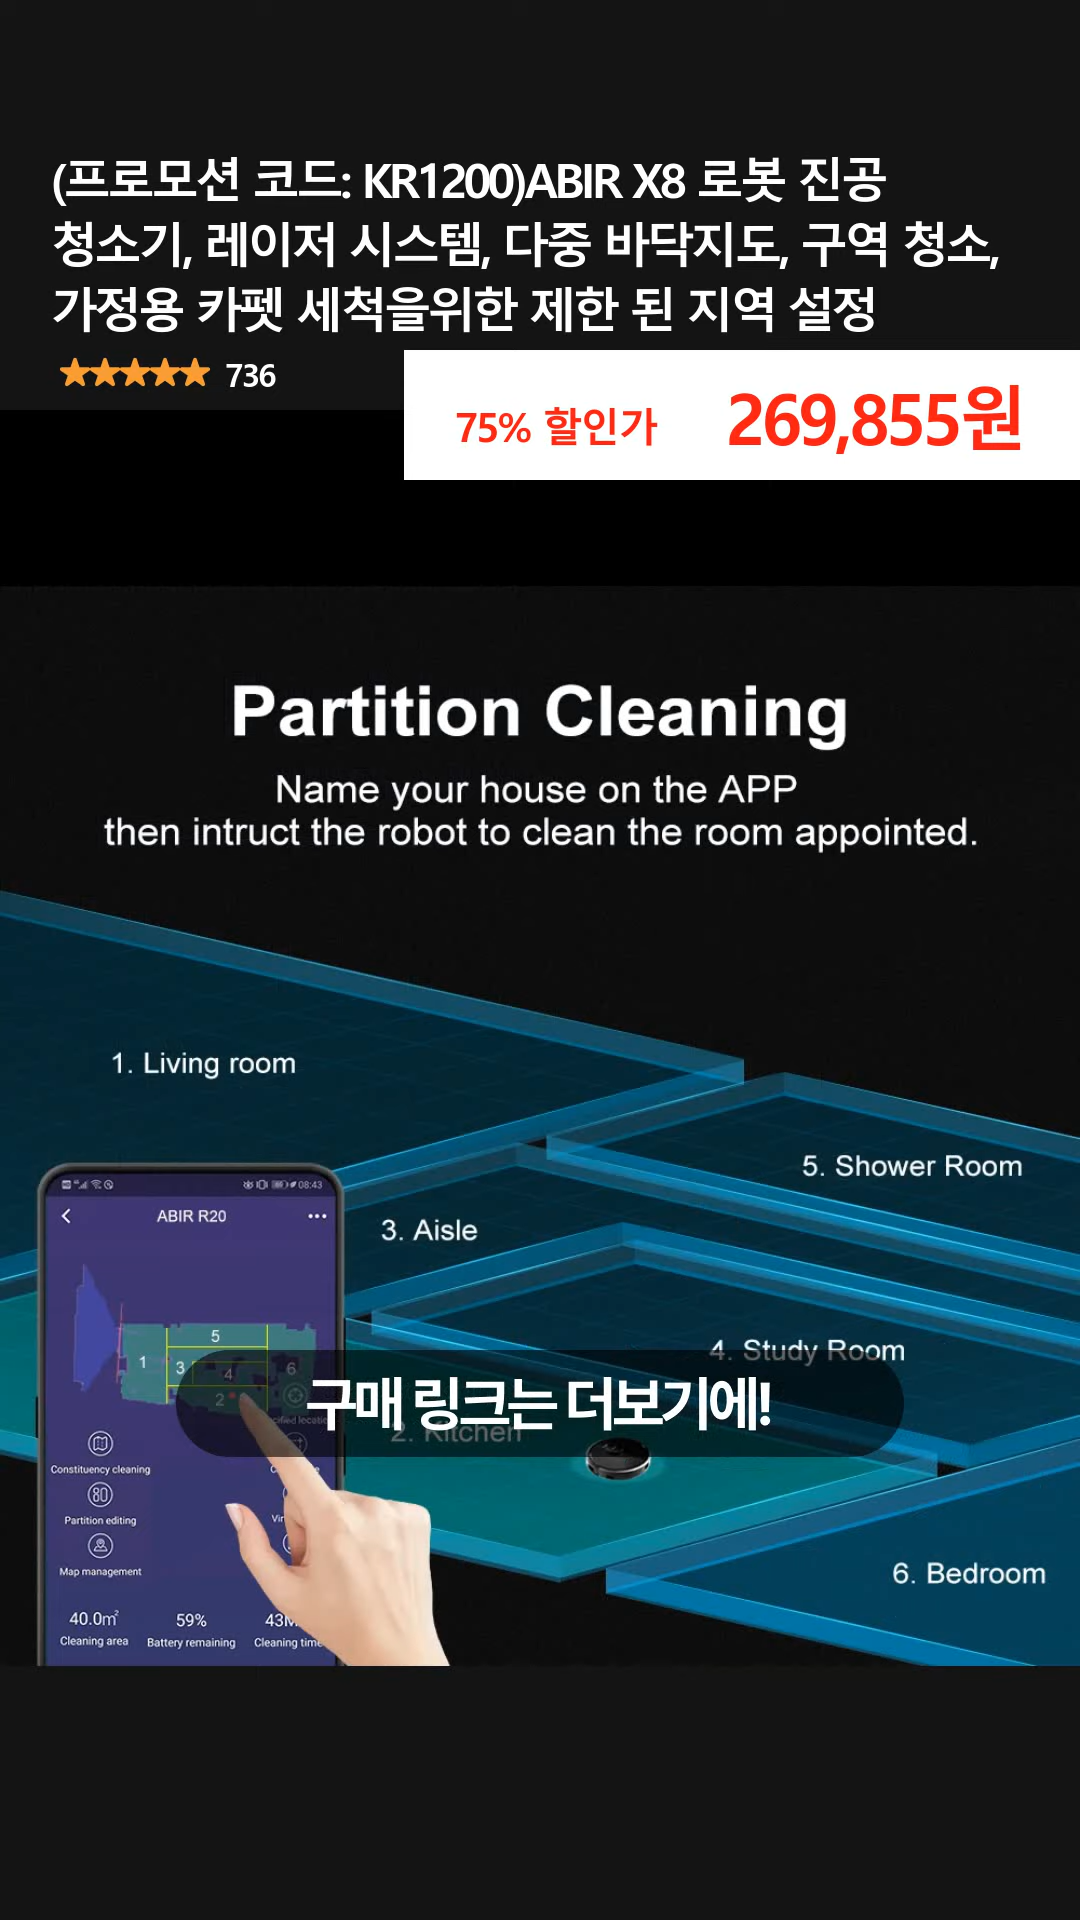 (프로모션 코드: KR1200)ABIR X8 로봇 진공
청소기, 레이저 시스템, 다중 바닥지도, 구역 청소,
가정용 카펫 세척을위한 제한 된 지역 설정
736
75% 할인가 269,855원
Partition Cleaning
Name your house on the APP
then intruct the robot to clean the room appointed.
1. Living room
5. Shower Room
3. Aisle
4. Study Room
2. Kitchen
6. Bedroom
구매 링크는 더보기에!
08:43
ABIR R20
5
1
3
4
6
2
Constituency cleaning
Partition editing
Map management
40.0m²
59%
Cleaning area
Battery remaining
Cleaning time